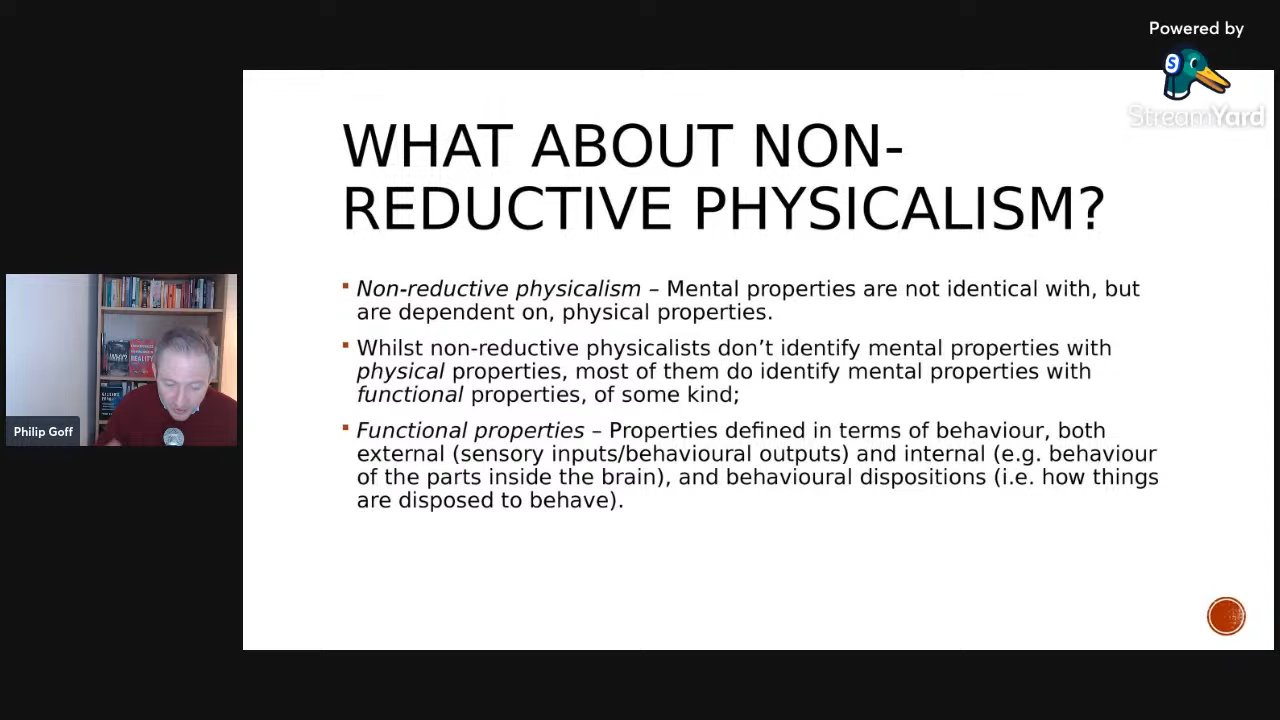 Powered by
S
StreamYard
WHAT ABOUT NON-
REDUCTIVE PHYSICALISM?
▪ Non-reductive physicalism – Mental properties are not identical with, but
are dependent on, physical properties.
▪ Whilst non-reductive physicalists don’t identify mental properties with
physical properties, most of them do identify mental properties with
functional properties, of some kind;
▪ Functional properties – Properties defined in terms of behaviour, both
external (sensory inputs/behavioural outputs) and internal (e.g. behaviour
of the parts inside the brain), and behavioural dispositions (i.e. how things
are disposed to behave).
WHY?
REALITY
Philip Goff